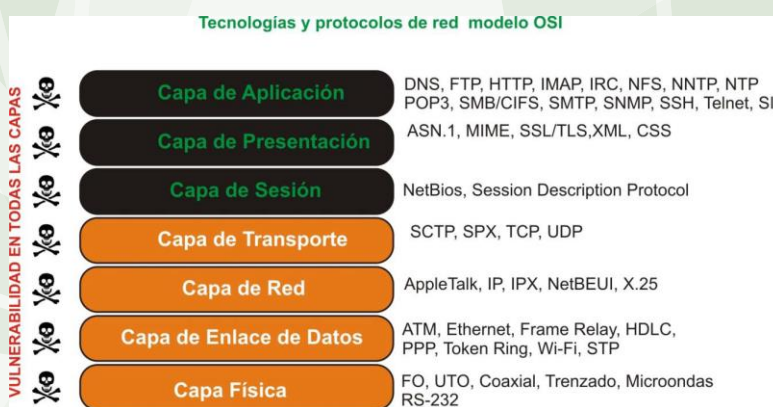 Tecnologías y protocolos de red modelo OSI
VULNERABILIDAD EN TODAS LAS CAPAS
Capa de Aplicación
DNS, FTP, HTTP, IMAP, IRC, NFS, NNTP, NTP
POP3, SMB/CIFS, SMTP, SNMP, SSH, Telnet, SI
Capa de Presentación
ASN.1, MIME, SSL/TLS,XML, CSS
Capa de Sesión
NetBios, Session Description Protocol
Capa de Transporte
SCTP, SPX, TCP, UDP
Capa de Red
AppleTalk, IP, IPX, NetBEUI, X.25
Capa de Enlace de Datos
ATM, Ethernet, Frame Relay, HDLC,
PPP, Token Ring, Wi-Fi, STP
Capa Física
FO, UTO, Coaxial, Trenzado, Microondas
RS-232